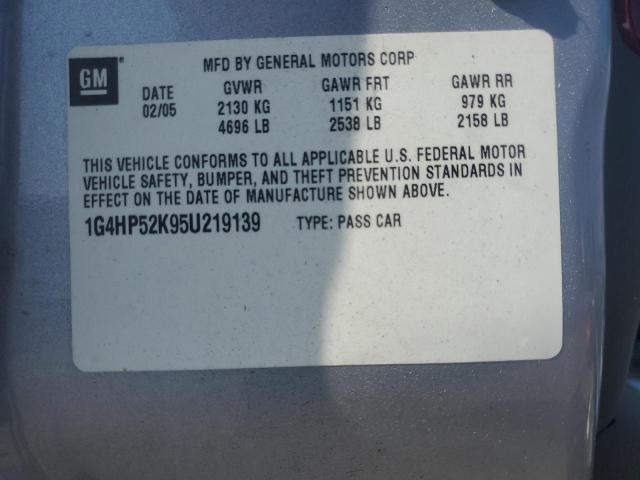 GM
MFD BY GENERAL MOTORS CORP
DATE GVWR GAWR FRT GAWR RR
02/05 2130 KG 1151 KG 979 KG
4696 LB 2538 LB 2158 LB
THIS VEHICLE CONFORMS TO ALL APPLICABLE U.S. FEDERAL MOTOR
VEHICLE SAFETY, BUMPER, AND THEFT PREVENTION STANDARDS IN
EFFECT ON THE DATE OF MANUFACTURE SHOWN ABOVE.
1G4HP52K95U219139 TYPE: PASS CAR